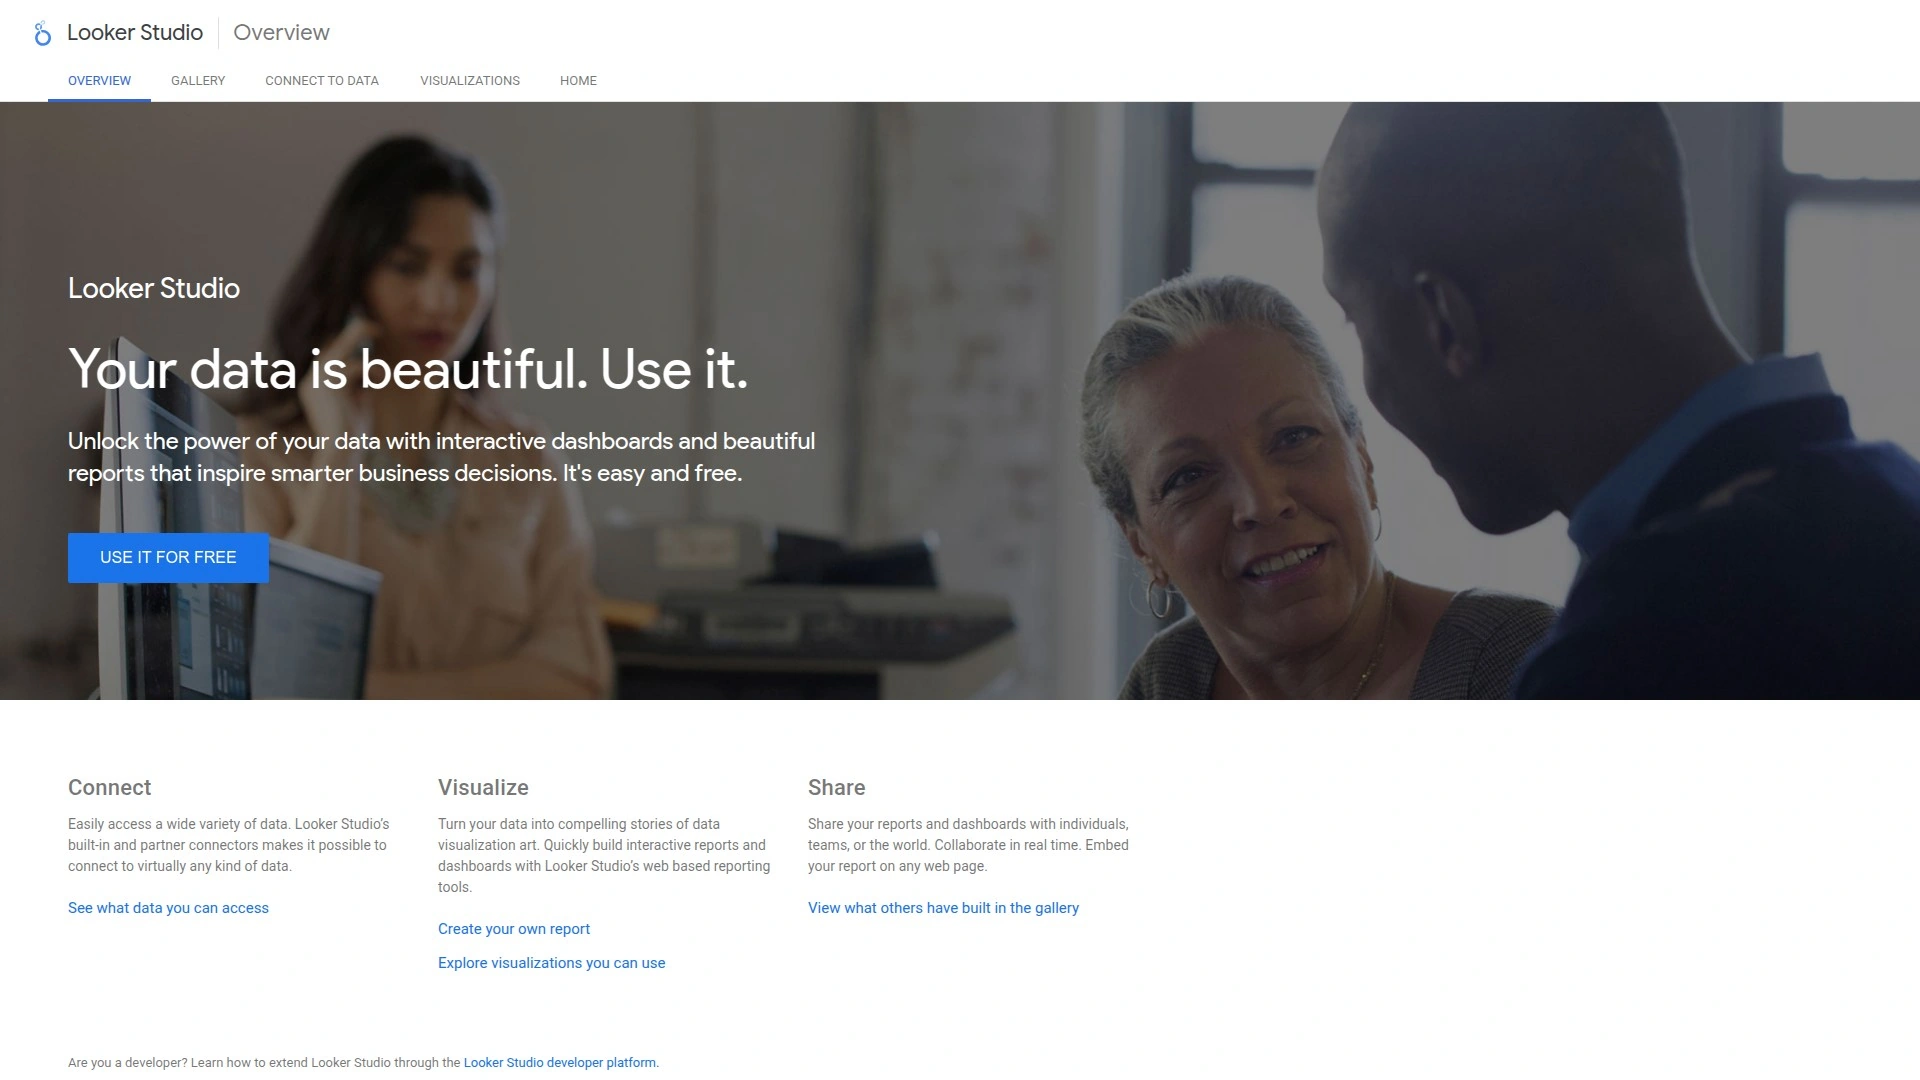 Looker Studio
Overview
OVERVIEW
GALLERY
CONNECT TO DATA
VISUALIZATIONS
HOME
Looker Studio
Your data is beautiful. Use it.
Unlock the power of your data with interactive dashboards and beautiful
reports that inspire smarter business decisions. It's easy and free.
USE IT FOR FREE
Connect
Easily access a wide variety of data. Looker Studio’s
built-in and partner connectors makes it possible to
connect to virtually any kind of data.
See what data you can access
Visualize
Turn your data into compelling stories of data
visualization art. Quickly build interactive reports and
dashboards with Looker Studio’s web based reporting
tools.
Create your own report
Explore visualizations you can use
Share
Share your reports and dashboards with individuals,
teams, or the world. Collaborate in real time. Embed
your report on any web page.
View what others have built in the gallery
Are you a developer? Learn how to extend Looker Studio through the Looker Studio developer platform.